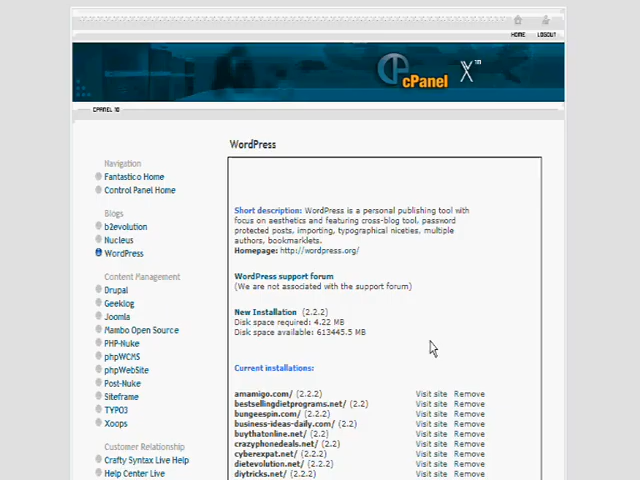 HOME LOGOUT
cPanel X™
CPANEL 10
WordPress
Navigation
Fantastico Home
Control Panel Home
Blogs
b2evolution
Nucleus
WordPress
Content Management
Drupal
Geeklog
Joomla
Mambo Open Source
PHP-Nuke
phpWCMS
phpWebSite
Post-Nuke
Siteframe
TYPO3
Xoops
Customer Relationship
Crafty Syntax Live Help
Help Center Live
Short description: WordPress is a personal publishing tool with
focus on aesthetics and featuring cross-blog tool, password
protected posts, importing, typographical niceties, multiple
authors, bookmarklets.
Homepage: http://wordpress.org/
WordPress support forum
(We are not associated with the support forum)
New Installation (2.2.2)
Disk space required: 4.22 MB
Disk space available: 613445.5 MB
Current installations:
amamigo.com/ (2.2.2) Visit site Remove
bestsellingdietprograms.net/ (2.2) Visit site Remove
bungeespin.com/ (2.2.2) Visit site Remove
business-ideas-daily.com/ (2.2) Visit site Remove
buythatonline.net/ (2.2) Visit site Remove
crazyphonedeals.net/ (2.2) Visit site Remove
cyberexpat.net/ (2.2) Visit site Remove
dietevolution.net/ (2.2.2) Visit site Remove
diytricks.net/ (2.2.2) Visit site Remove